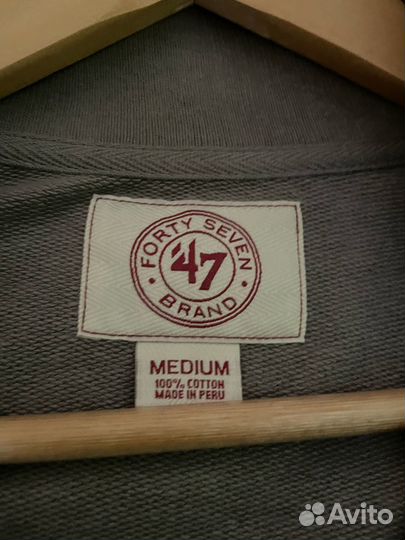 FORTY SEVEN
'47
• BRAND •
MEDIUM
100% COTTON
MADE IN PERU
Avito